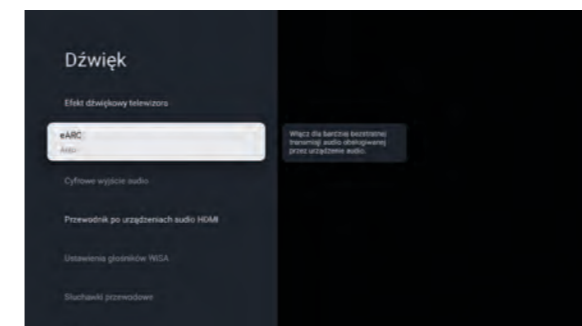 Dźwięk
Efekt dźwiękowy telewizora
eARC
Auto
Włącz dla bardziej bezstratnej
transmisji audio obsługiwanej
przez urządzenie audio.
Cyfrowe wyjście audio
Przewodnik po urządzeniach audio HDMI
Ustawienia głośników WiSA
Słuchawki przewodowe